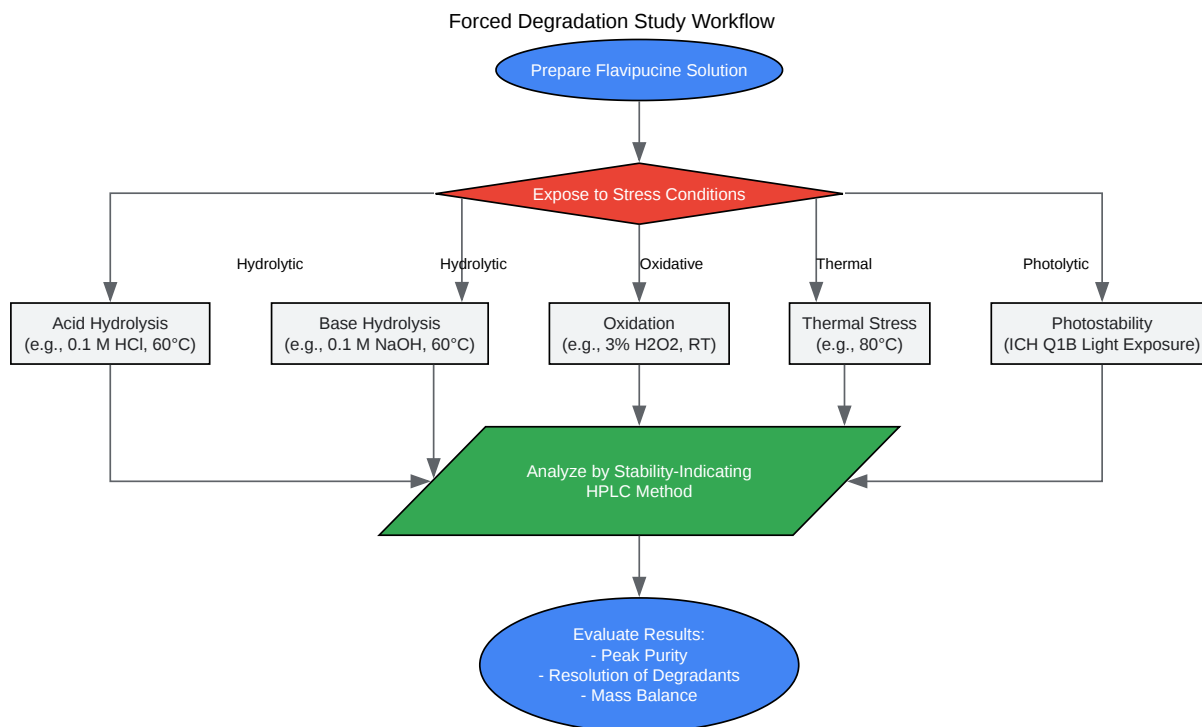 Forced Degradation Study Workflow
Prepare Flavipucine Solution
Expose to Stress Conditions
Hydrolytic
Hydrolytic
Oxidative
Thermal
Photolytic
Acid Hydrolysis
(e.g., 0.1 M HCl, 60°C)
Base Hydrolysis
(e.g., 0.1 M NaOH, 60°C)
Oxidation
(e.g., 3% H2O2, RT)
Thermal Stress
(e.g., 80°C)
Photostability
(ICH Q1B Light Exposure)
Analyze by Stability-Indicating
HPLC Method
Evaluate Results:
- Peak Purity
- Resolution of Degradants
- Mass Balance